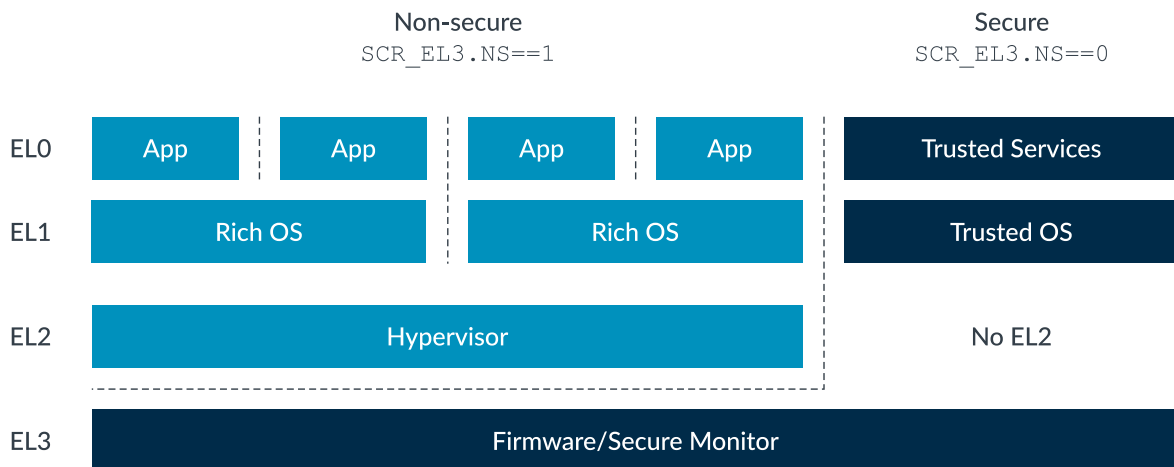 Non-secure
SCR_EL3.NS==1
Secure
SCR_EL3.NS==0
EL0
App
App
App
App
Trusted Services
EL1
Rich OS
Rich OS
Trusted OS
EL2
Hypervisor
No EL2
EL3
Firmware/Secure Monitor